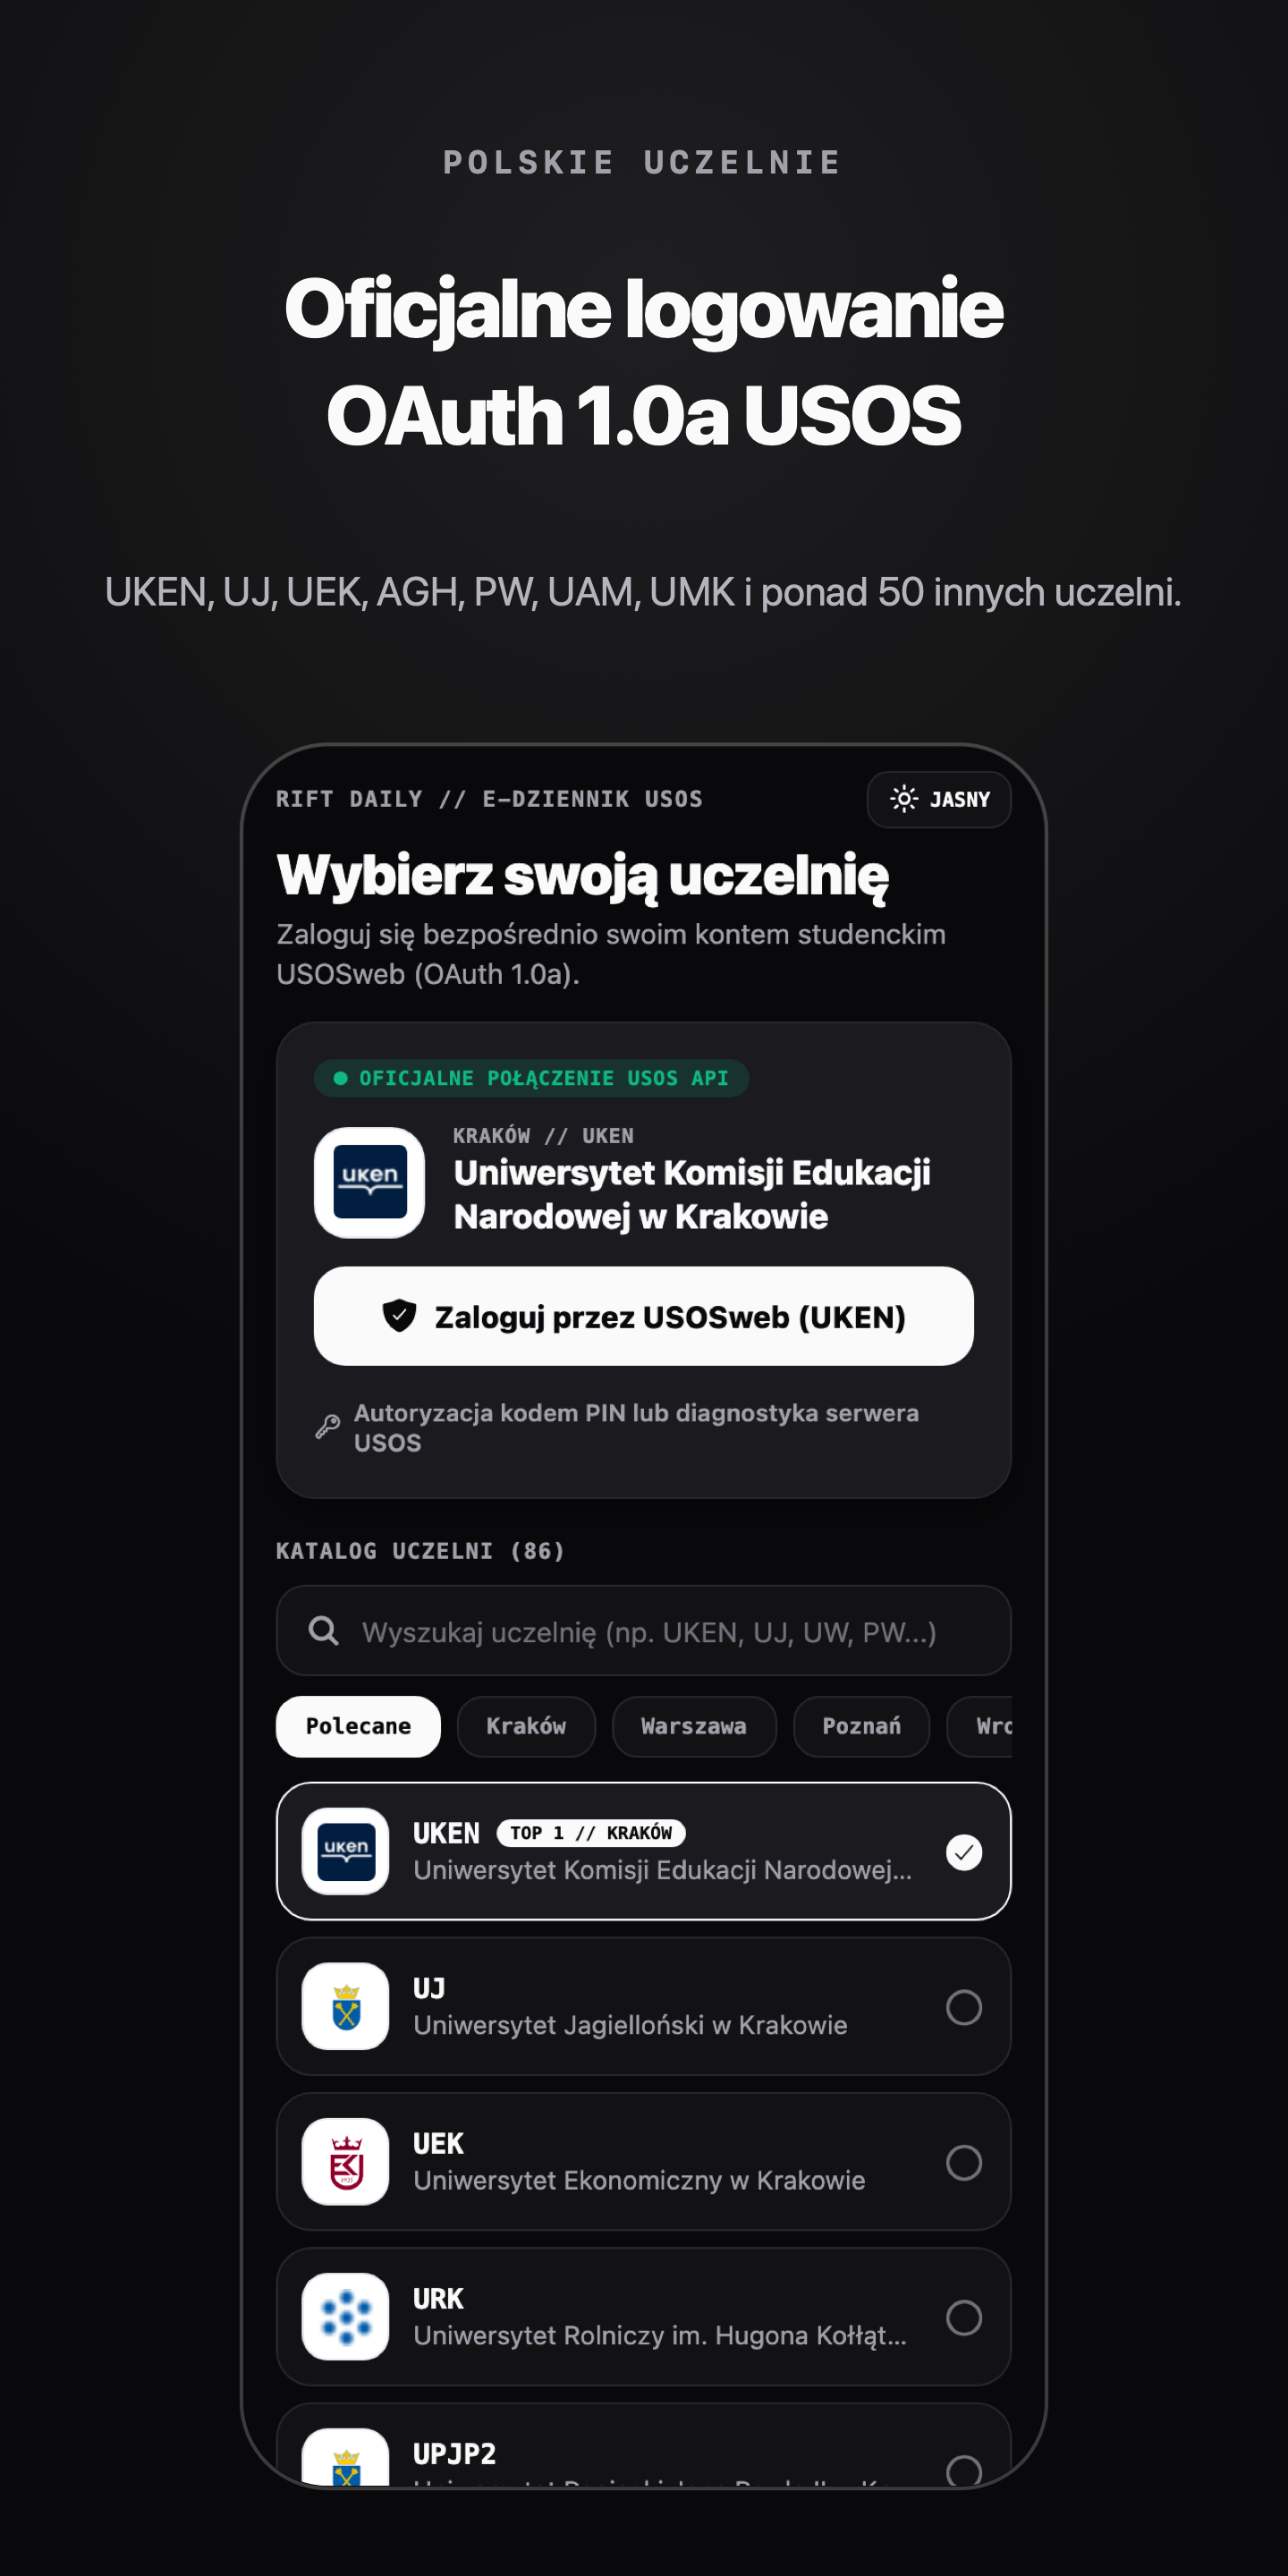 POLSKIE UCZELNIE
Oficjalne logowanie
OAuth 1.0a USOS
UKEN, UJ, UEK, AGH, PW, UAM, UMK i ponad 50 innych uczelni.
RIFT DAILY // E-DZIENNIK USOS
JASNY
Wybierz swoją uczelnię
Zaloguj się bezpośrednio swoim kontem studenckim
USOSweb (OAuth 1.0a).
OFICJALNE POŁĄCZENIE USOS API
uken
KRAKÓW // UKEN
Uniwersytet Komisji Edukacji
Narodowej w Krakowie
Zaloguj przez USOSweb (UKEN)
Autoryzacja kodem PIN lub diagnostyka serwera
USOS
KATALOG UCZELNI (86)
Wyszukaj uczelnię (np. UKEN, UJ, UW, PW...)
Polecane
Kraków
Warszawa
Poznań
Wro
uken
UKEN
TOP 1 // KRAKÓW
Uniwersytet Komisji Edukacji Narodowej...
UJ
Uniwersytet Jagielloński w Krakowie
UEK
Uniwersytet Ekonomiczny w Krakowie
URK
Uniwersytet Rolniczy im. Hugona Kołłąt...
UPJP2